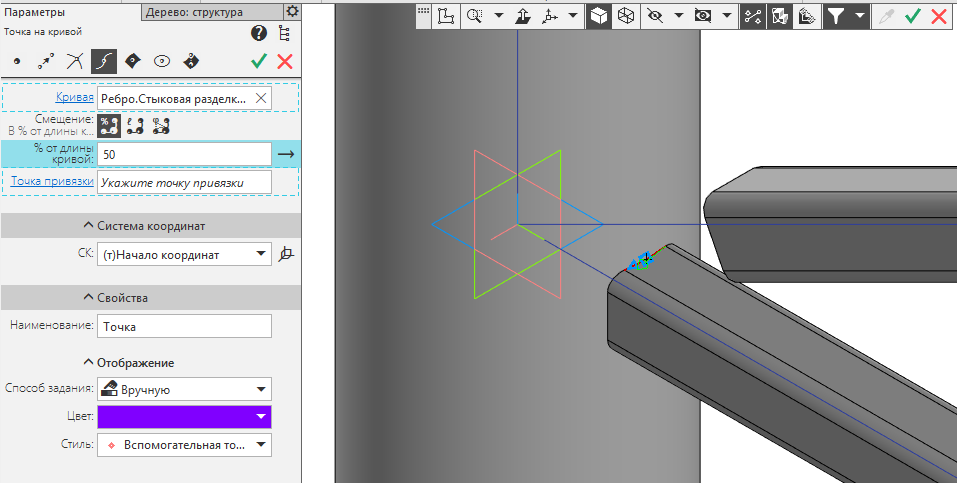 Параметры
Дерево: структура
Точка на кривой
Кривая
Ребро.Стыковая разделк...
Смещение:
В % от длины к...
% от длины
кривой:
50
Точка привязки
Укажите точку привязки
Система координат
СК:
(т)Начало координат
Свойства
Наименование:
Точка
Отображение
Способ задания:
Вручную
Цвет:
Стиль:
Вспомогательная то...